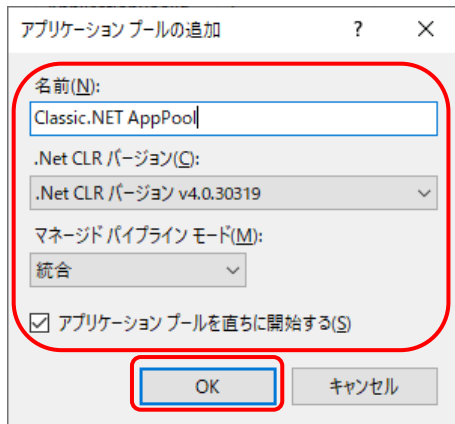 アプリケーション プールの追加 ? ×
名前(N):
Classic.NET AppPool
.Net CLR バージョン(C):
.Net CLR バージョン v4.0.30319
マネージド パイプライン モード(M):
統合
アプリケーション プールを直ちに開始する(S)
OK キャンセル